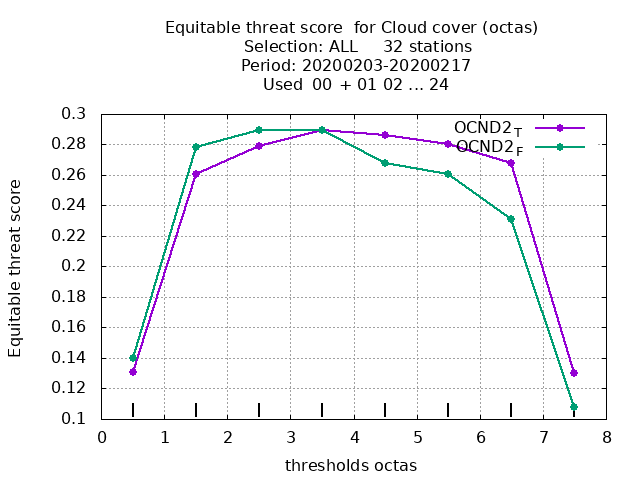 Equitable threat score  for Cloud cover (octas)
Selection: ALL     32 stations
Period: 20200203-20200217
Used  00 + 01 02 ... 24
OCND2T
OCND2F
Equitable threat score
0.3
0.28
0.26
0.24
0.22
0.2
0.18
0.16
0.14
0.12
0.1
0 1 2 3 4 5 6 7 8
thresholds octas